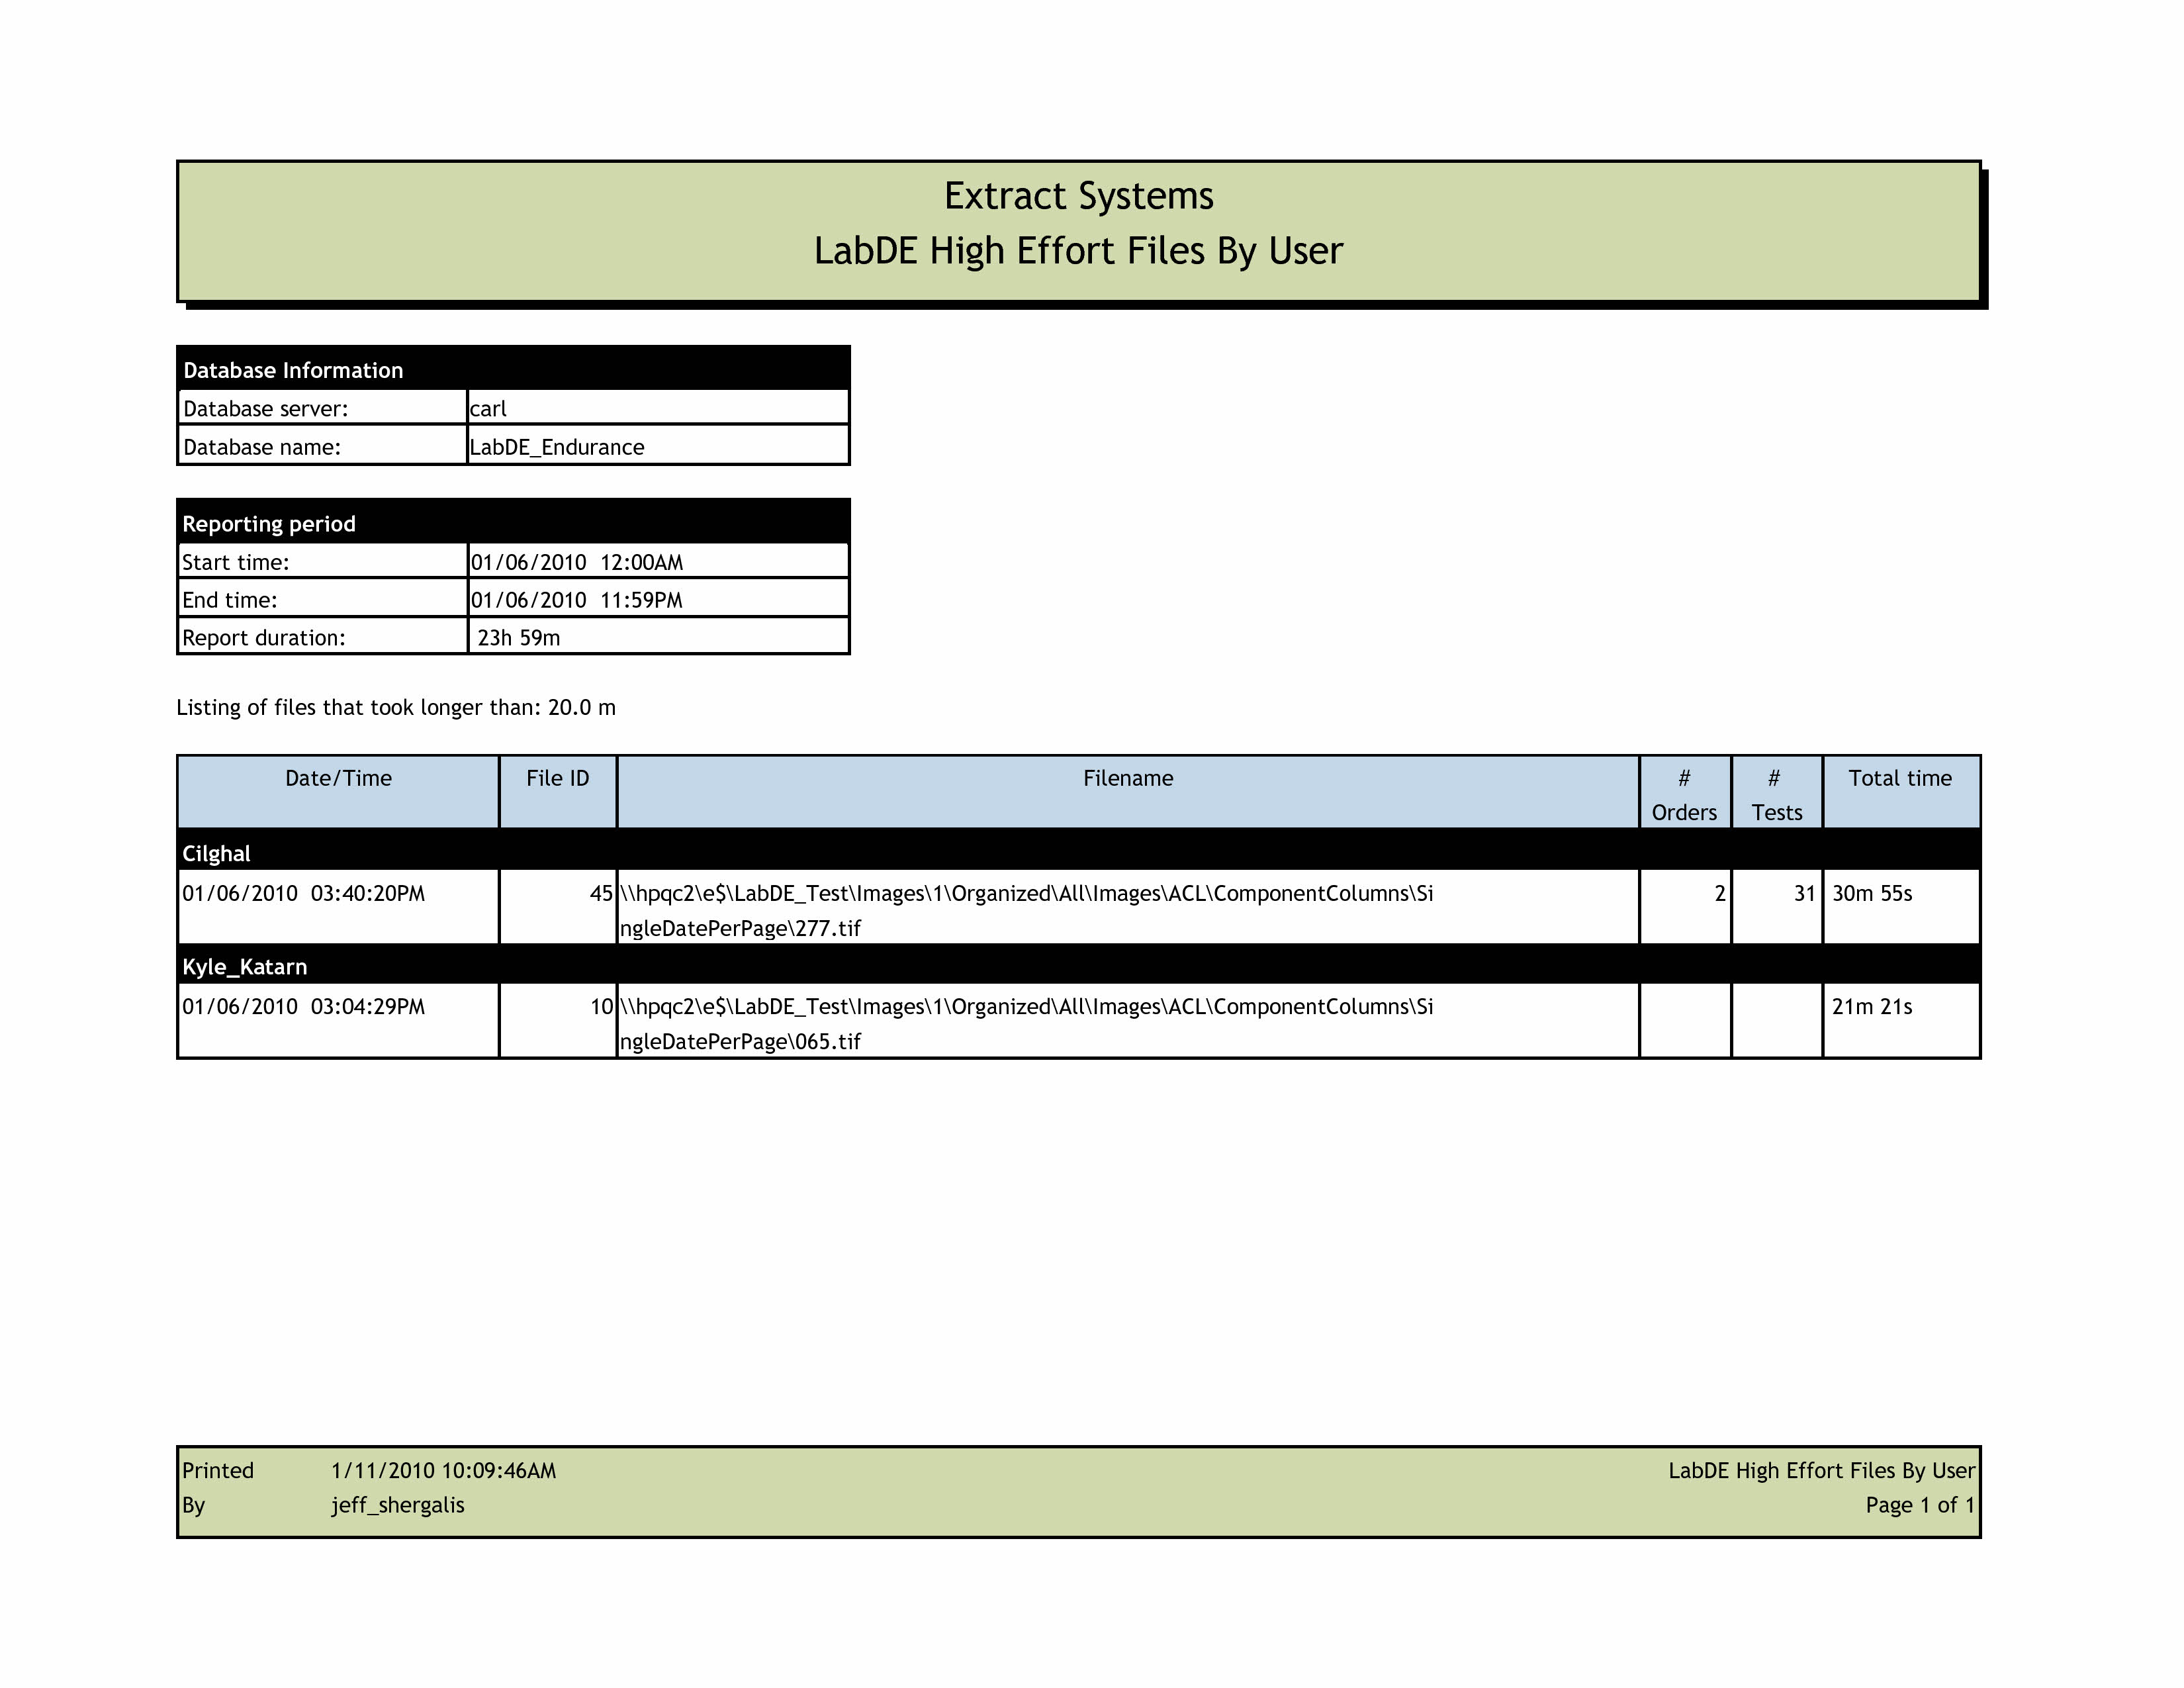 Extract Systems
LabDE High Effort Files By User
Database Information
Database server: carl
Database name: LabDE_Endurance
Reporting period
Start time: 01/06/2010 12:00AM
End time: 01/06/2010 11:59PM
Report duration: 23h 59m
Listing of files that took longer than: 20.0 m
Date/Time File ID Filename # # Total time
Orders Tests
Cilghal
01/06/2010 03:40:20PM 45 \\hpqc2\e$\LabDE_Test\Images\1\Organized\All\Images\ACL\ComponentColumns\Si 2 31 30m 55s
ngleDatePerPage\277.tif
Kyle_Katarn
01/06/2010 03:04:29PM 10 \\hpqc2\e$\LabDE_Test\Images\1\Organized\All\Images\ACL\ComponentColumns\Si 21m 21s
ngleDatePerPage\065.tif
Printed 1/11/2010 10:09:46AM LabDE High Effort Files By User
By jeff_shergalis Page 1 of 1